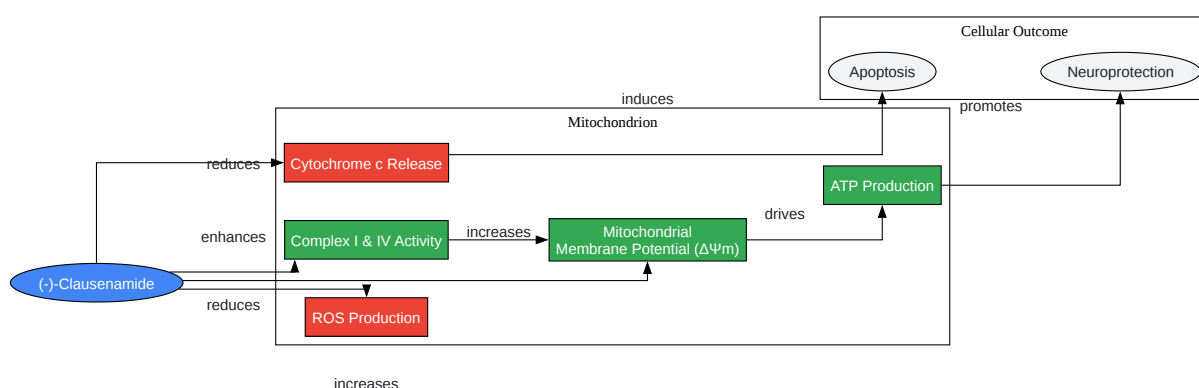 Cellular Outcome
Apoptosis
Neuroprotection
induces
promotes
Mitochondrion
reduces
Cytochrome c Release
ATP Production
drives
enhances
Complex I & IV Activity
increases
Mitochondrial
Membrane Potential (ΔΨm)
(-)-Clausenamide
reduces
ROS Production
increases